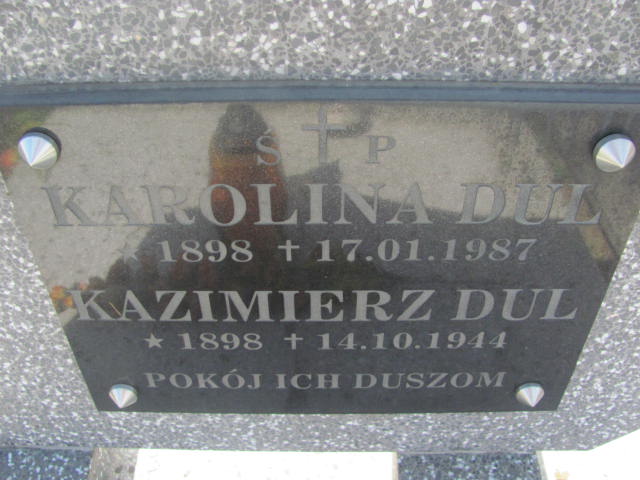 Ś † P
KAROLINA DUL
★ 1898 † 17.01.1987
KAZIMIERZ DUL
★ 1898 † 14.10.1944
POKÓJ ICH DUSZOM